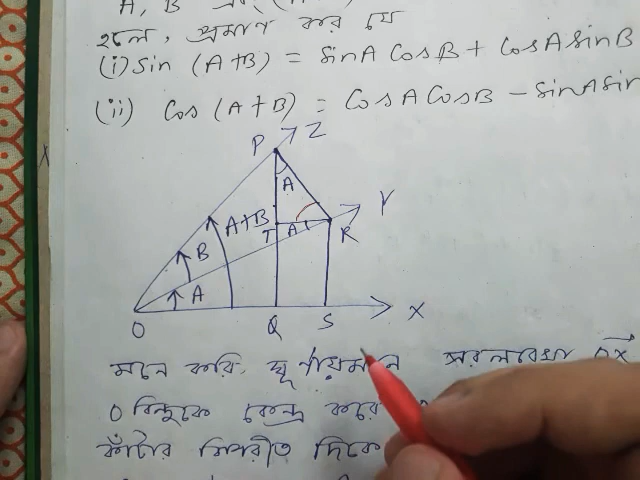 A, B
হলে, প্রমাণ কর যে
(i) Sin (A+B) = sinA CosB + CosA sinB
(ii) Cos (A+B) = CosA CosB - sinA sin
P Z
A
Y
A+B
T A R
B
A
O Q S X
মনে করি, ঘূর্ণায়মান সরলরেখা OX
O বিন্দুকে কেন্দ্র করে
কাঁটার বিপরীত দিকে